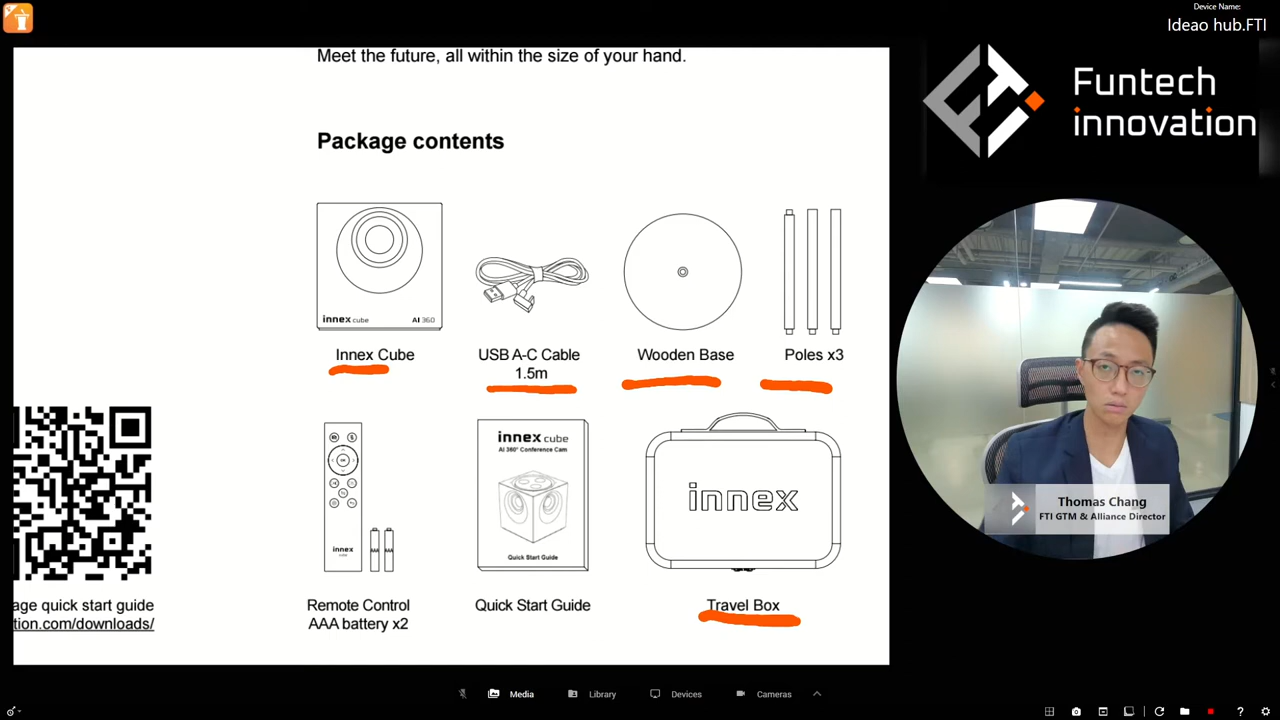 Device Name:
Ideao hub.FTI
Meet the future, all within the size of your hand.
Funtech
innovation
Package contents
innex cube AI 360
Innex Cube
USB A-C Cable
1.5m
Wooden Base
Poles x3
innex cube
AI 360° Conference Cam
Quick Start Guide
innex
cube
AAA AAA
innex
Thomas Chang
FTI GTM & Alliance Director
age quick start guide
tion.com/downloads/
Remote Control
AAA battery x2
Quick Start Guide
Travel Box
Media Library Devices Cameras